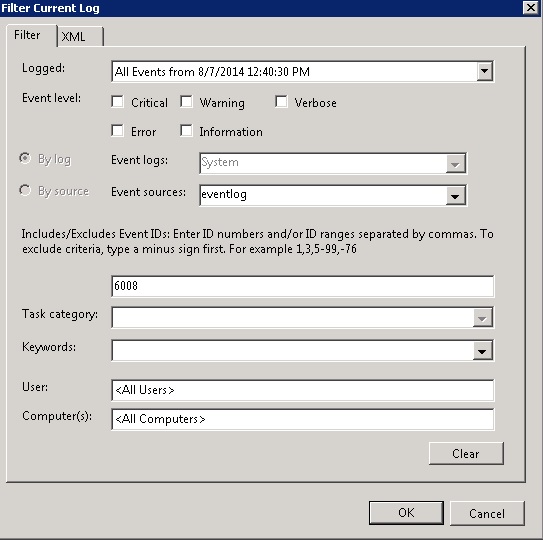 Filter Current Log
Filter XML
Logged: All Events from 8/7/2014 12:40:30 PM
Event level: Critical Warning Verbose
Error Information
By log Event logs: System
By source Event sources: eventlog
Includes/Excludes Event IDs: Enter ID numbers and/or ID ranges separated by commas. To
exclude criteria, type a minus sign first. For example 1,3,5-99,-76
6008
Task category:
Keywords:
User: <All Users>
Computer(s): <All Computers>
Clear
OK Cancel